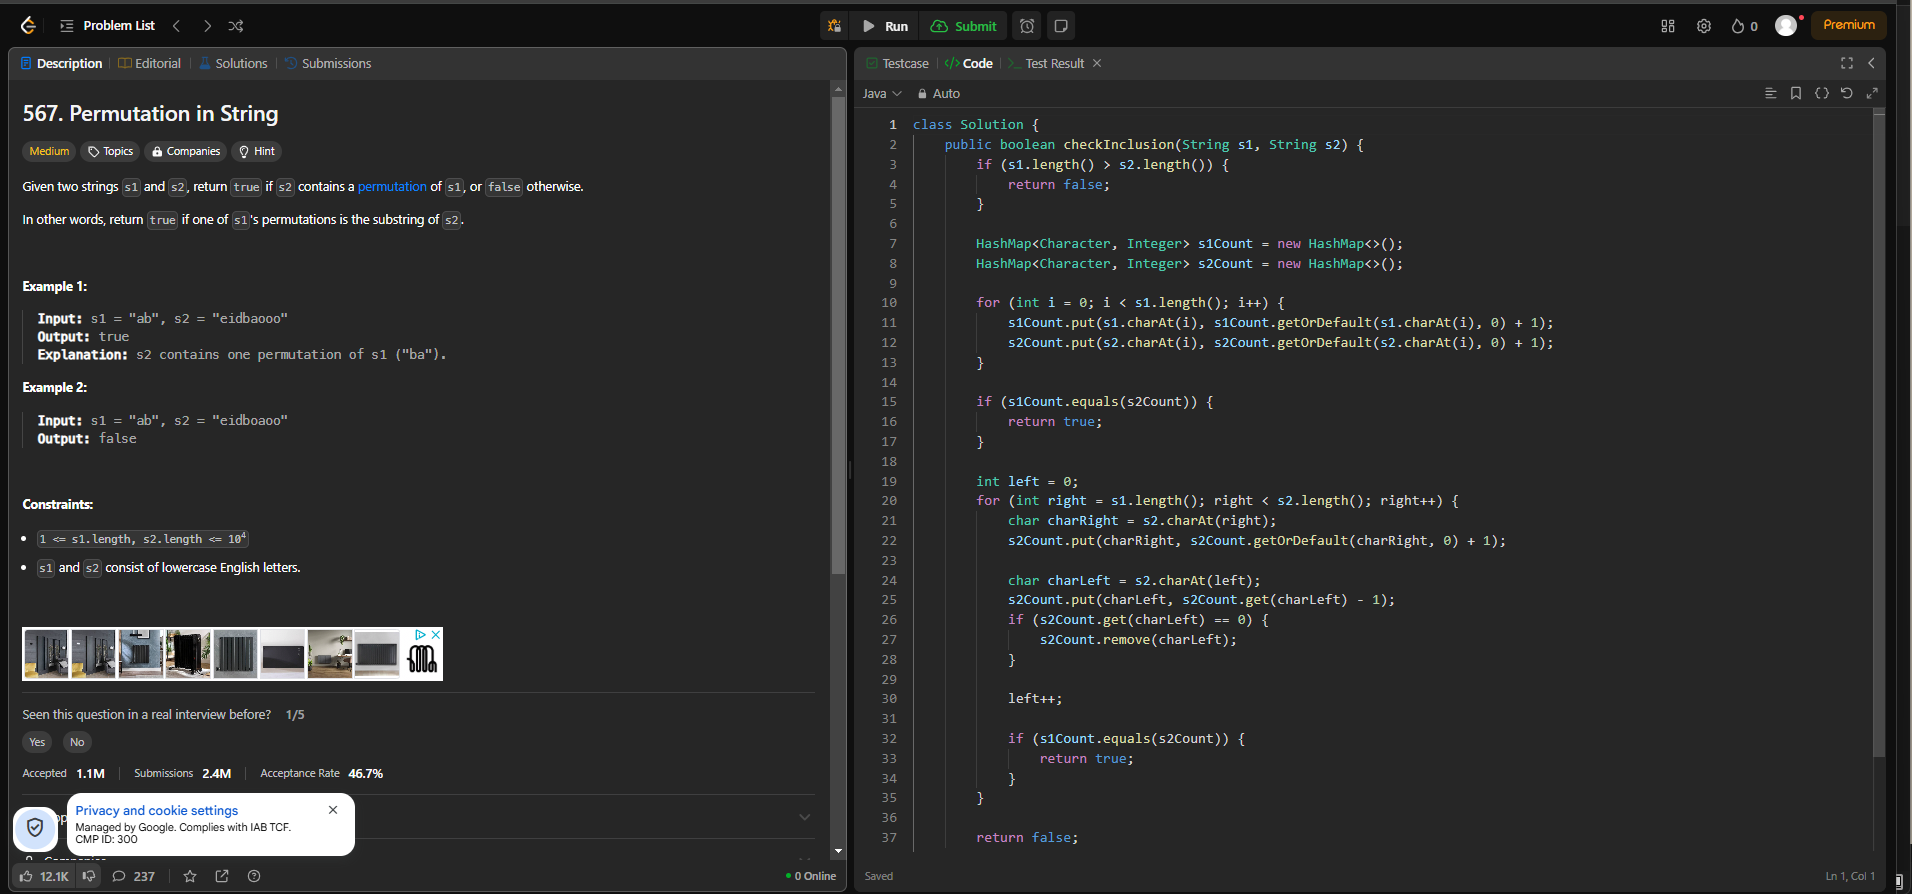 Problem List
Run
Submit
0
Premium
Description
Editorial
Solutions
Submissions
567. Permutation in String
Medium
Topics
Companies
Hint
Given two strings s1 and s2, return true if s2 contains a permutation of s1, or false otherwise.
In other words, return true if one of s1's permutations is the substring of s2.
Example 1:
Input: s1 = "ab", s2 = "eidbaooo"
Output: true
Explanation: s2 contains one permutation of s1 ("ba").
Example 2:
Input: s1 = "ab", s2 = "eidboaoo"
Output: false
Constraints:
1 <= s1.length, s2.length <= 10⁴
s1 and s2 consist of lowercase English letters.
Seen this question in a real interview before? 1/5
Yes
No
Accepted 1.1M
Submissions 2.4M
Acceptance Rate 46.7%
Privacy and cookie settings
Managed by Google. Complies with IAB TCF.
CMP ID: 300
12.1K
237
0 Online
Testcase
Code
Test Result
Java
Auto
1 class Solution {
2 public boolean checkInclusion(String s1, String s2) {
3 if (s1.length() > s2.length()) {
4 return false;
5 }
6
7 HashMap<Character, Integer> s1Count = new HashMap<>();
8 HashMap<Character, Integer> s2Count = new HashMap<>();
9
10 for (int i = 0; i < s1.length(); i++) {
11 s1Count.put(s1.charAt(i), s1Count.getOrDefault(s1.charAt(i), 0) + 1);
12 s2Count.put(s2.charAt(i), s2Count.getOrDefault(s2.charAt(i), 0) + 1);
13 }
14
15 if (s1Count.equals(s2Count)) {
16 return true;
17 }
18
19 int left = 0;
20 for (int right = s1.length(); right < s2.length(); right++) {
21 char charRight = s2.charAt(right);
22 s2Count.put(charRight, s2Count.getOrDefault(charRight, 0) + 1);
23
24 char charLeft = s2.charAt(left);
25 s2Count.put(charLeft, s2Count.get(charLeft) - 1);
26 if (s2Count.get(charLeft) == 0) {
27 s2Count.remove(charLeft);
28 }
29
30 left++;
31
32 if (s1Count.equals(s2Count)) {
33 return true;
34 }
35 }
36
37 return false;
Saved
Ln 1, Col 1